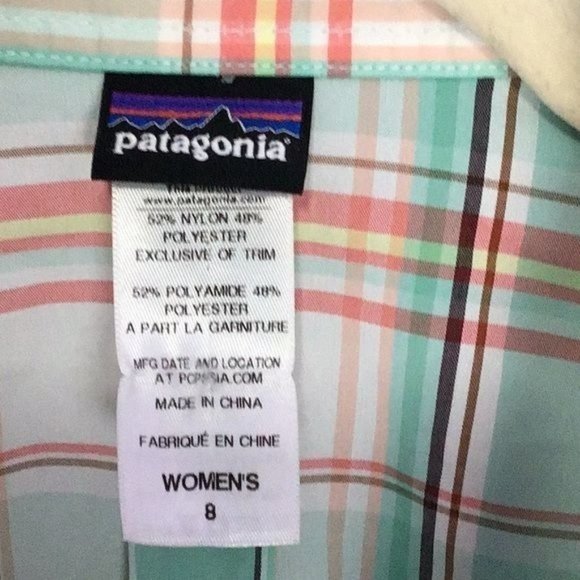 patagonia®
www.patagonia.com
52% NYLON 48%
POLYESTER
EXCLUSIVE OF TRIM
52% POLYAMIDE 48%
POLYESTER
A PART LA GARNITURE
MFG DATE AND LOCATION
AT PCPSIA.COM
MADE IN CHINA
FABRIQUÉ EN CHINE
WOMEN'S
8